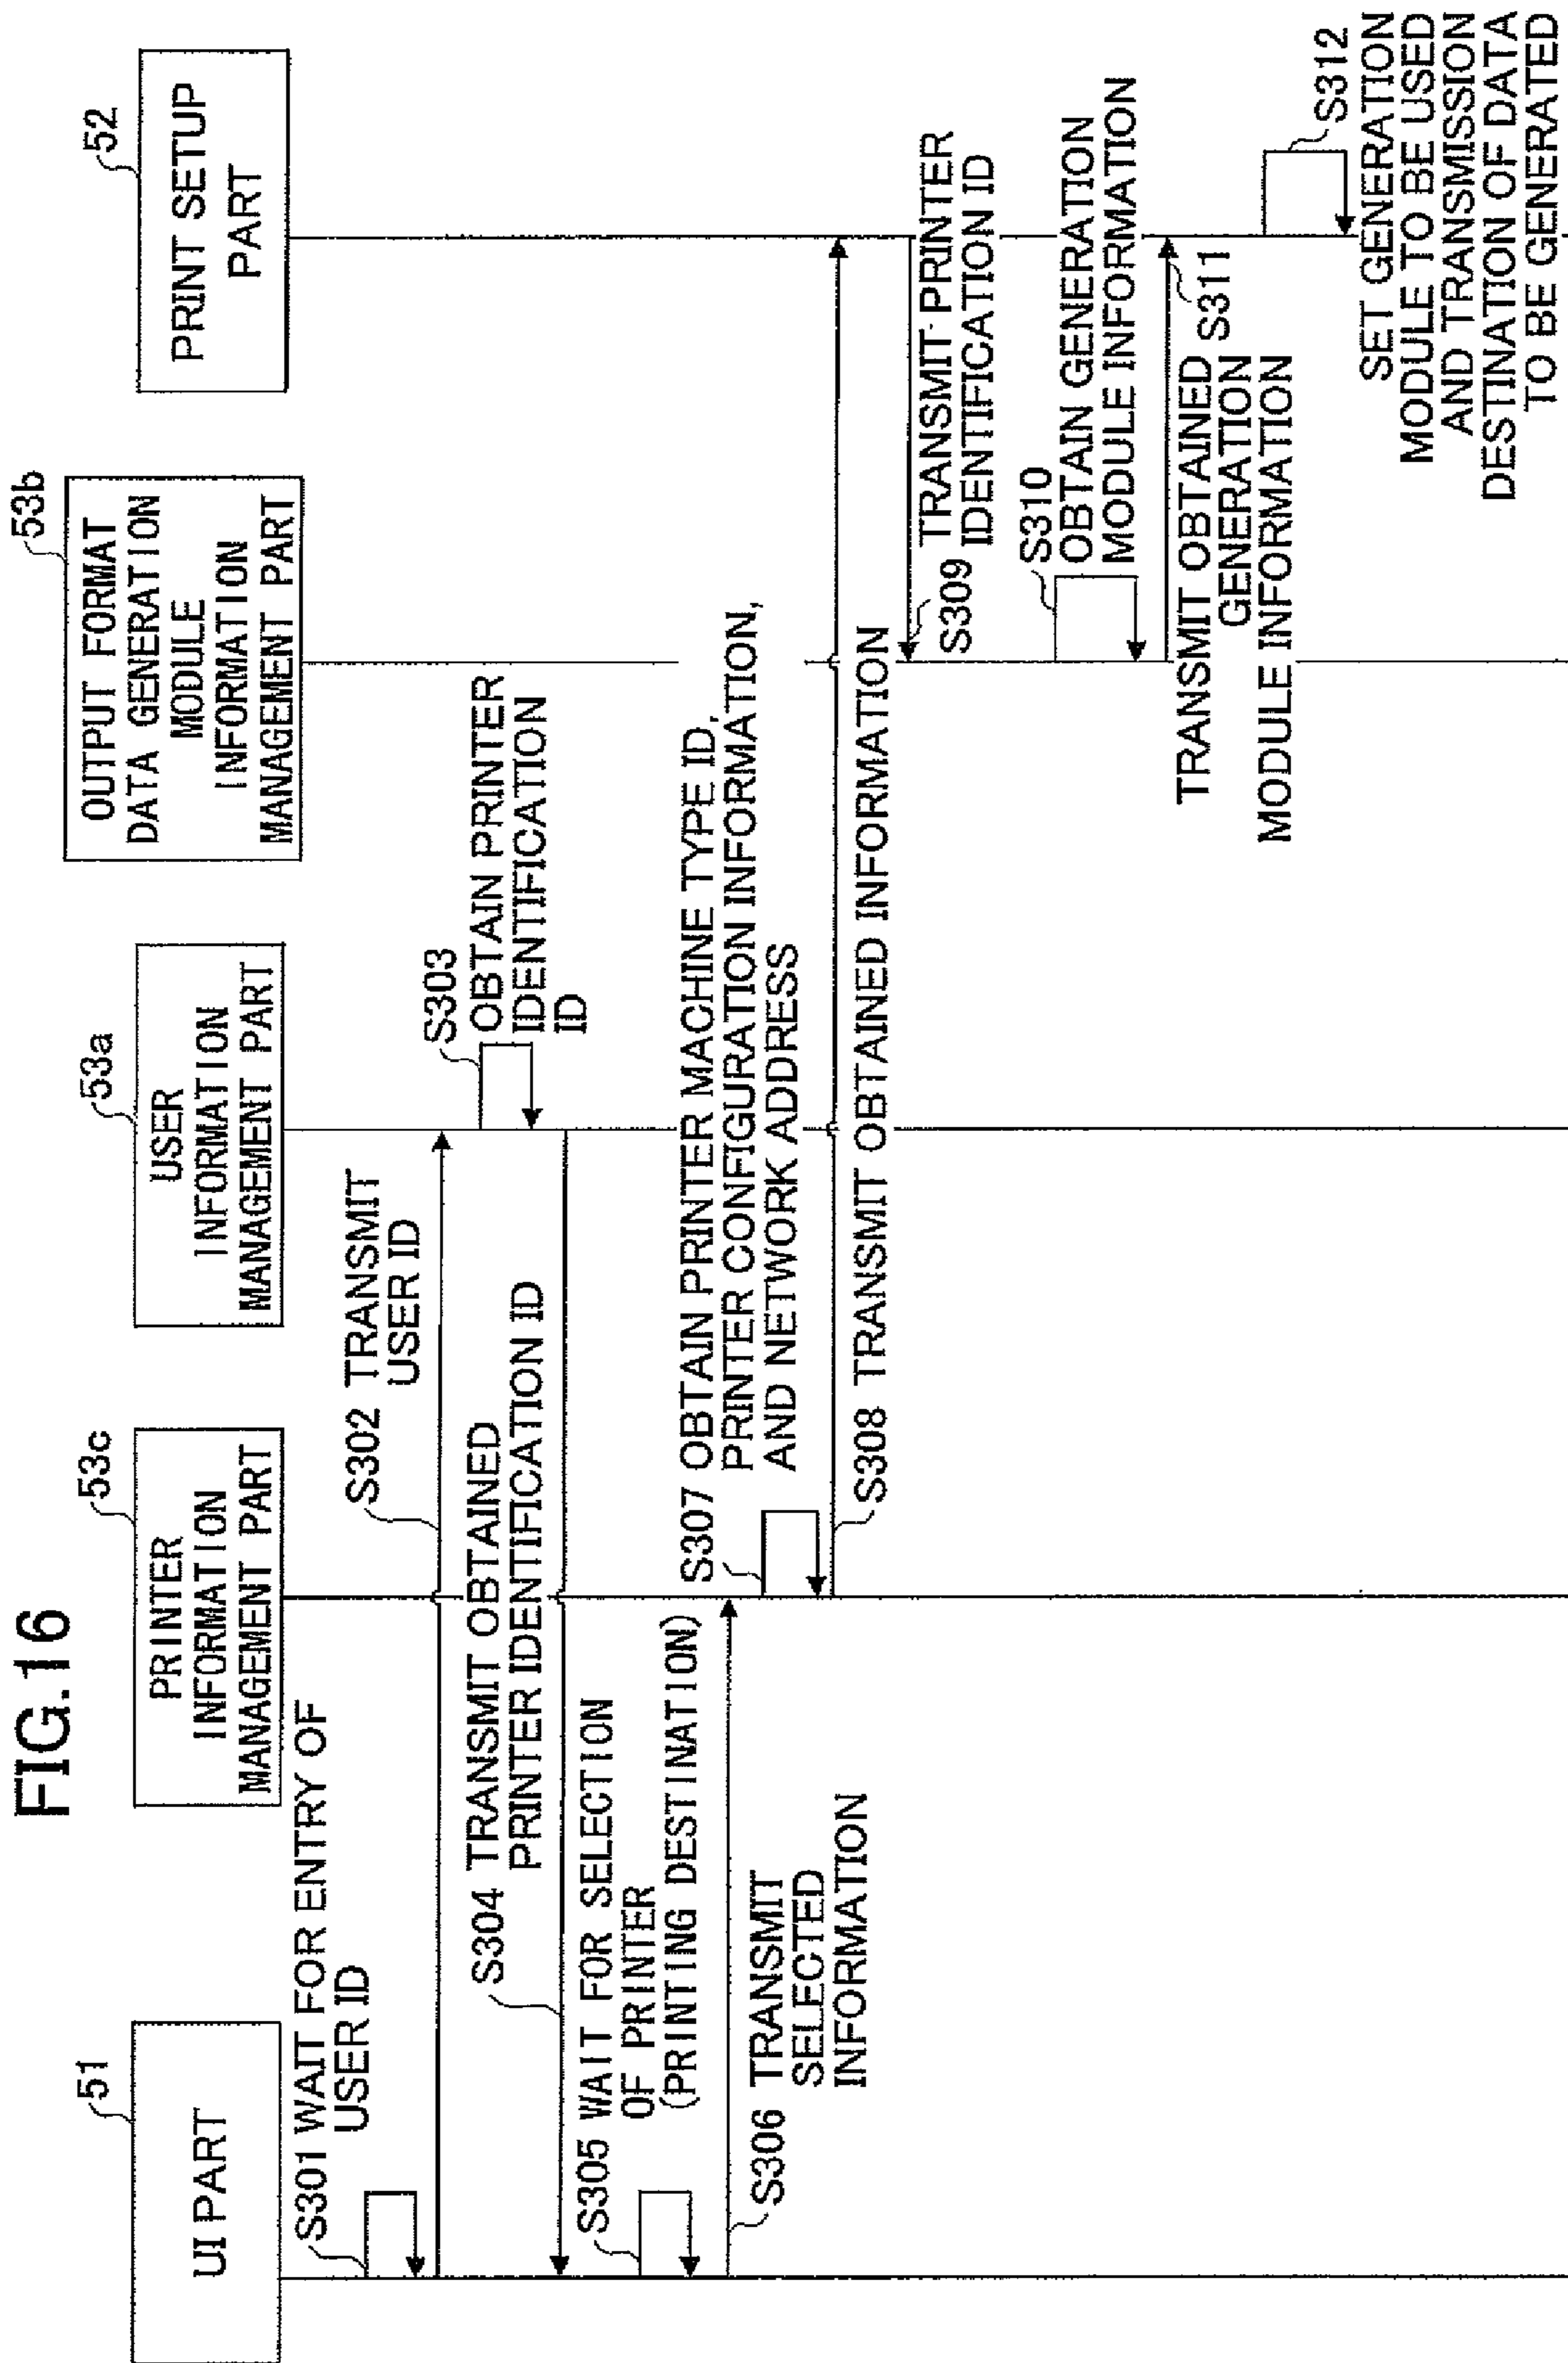 FIG.16
51
UI PART
53c
PRINTER
INFORMATION
MANAGEMENT PART
53a
USER
INFORMATION
MANAGEMENT PART
53b
OUTPUT FORMAT
DATA GENERATION
MODULE
INFORMATION
MANAGEMENT PART
52
PRINT SETUP
PART
S301 WAIT FOR ENTRY OF
USER ID
S302 TRANSMIT
USER ID
S303
OBTAIN PRINTER
IDENTIFICATION
ID
S304 TRANSMIT OBTAINED
PRINTER IDENTIFICATION ID
S305 WAIT FOR SELECTION
OF PRINTER
(PRINTING DESTINATION)
S306 TRANSMIT
SELECTED
INFORMATION
S307 OBTAIN PRINTER MACHINE TYPE ID,
PRINTER CONFIGURATION INFORMATION,
AND NETWORK ADDRESS
S308 TRANSMIT OBTAINED INFORMATION
TRANSMIT PRINTER
S309 IDENTIFICATION ID
S310
OBTAIN GENERATION
MODULE INFORMATION
TRANSMIT OBTAINED S311
GENERATION
MODULE INFORMATION
S312
SET GENERATION
MODULE TO BE USED
AND TRANSMISSION
DESTINATION OF DATA
TO BE GENERATED